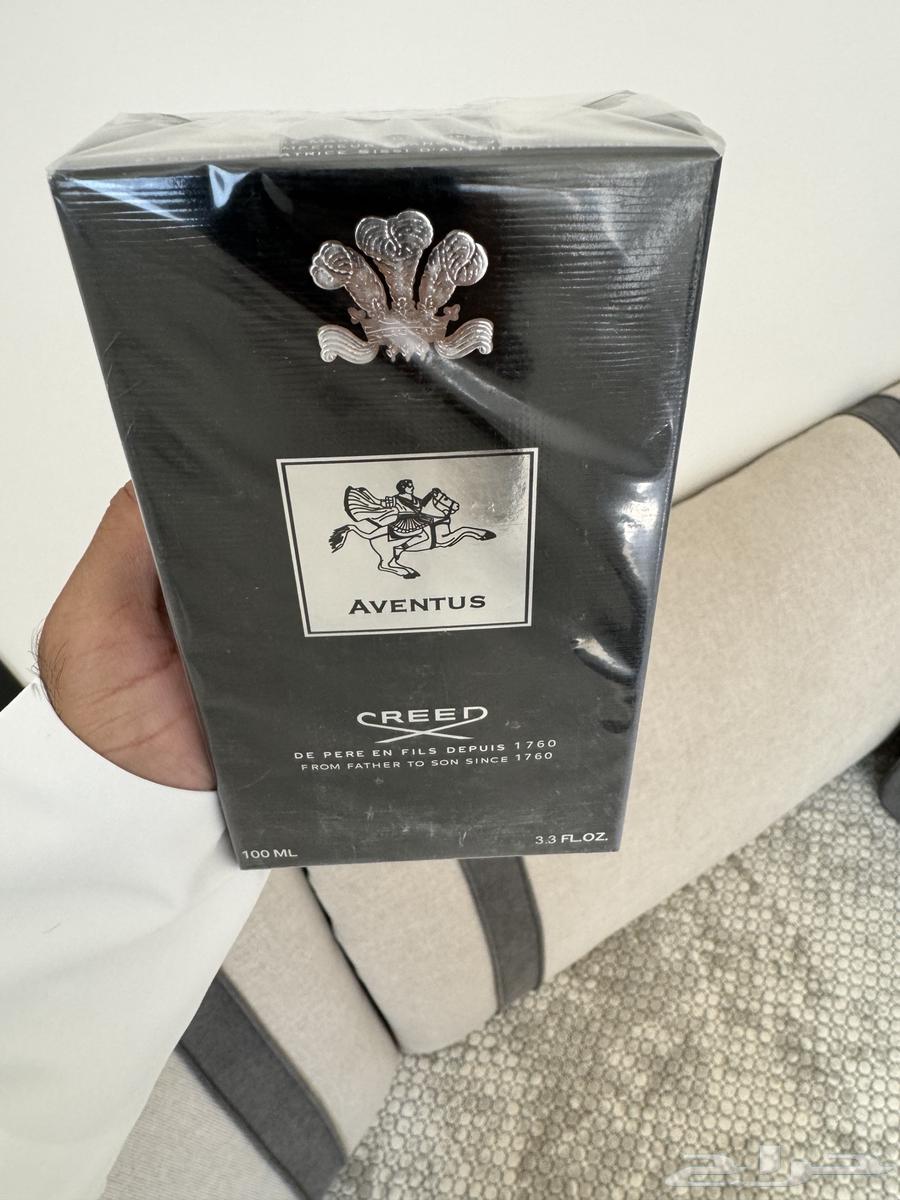 AVENTUS
CREED
DE PERE EN FILS DEPUIS 1760
FROM FATHER TO SON SINCE 1760
100 ML
3.3 FL.OZ.
حراج